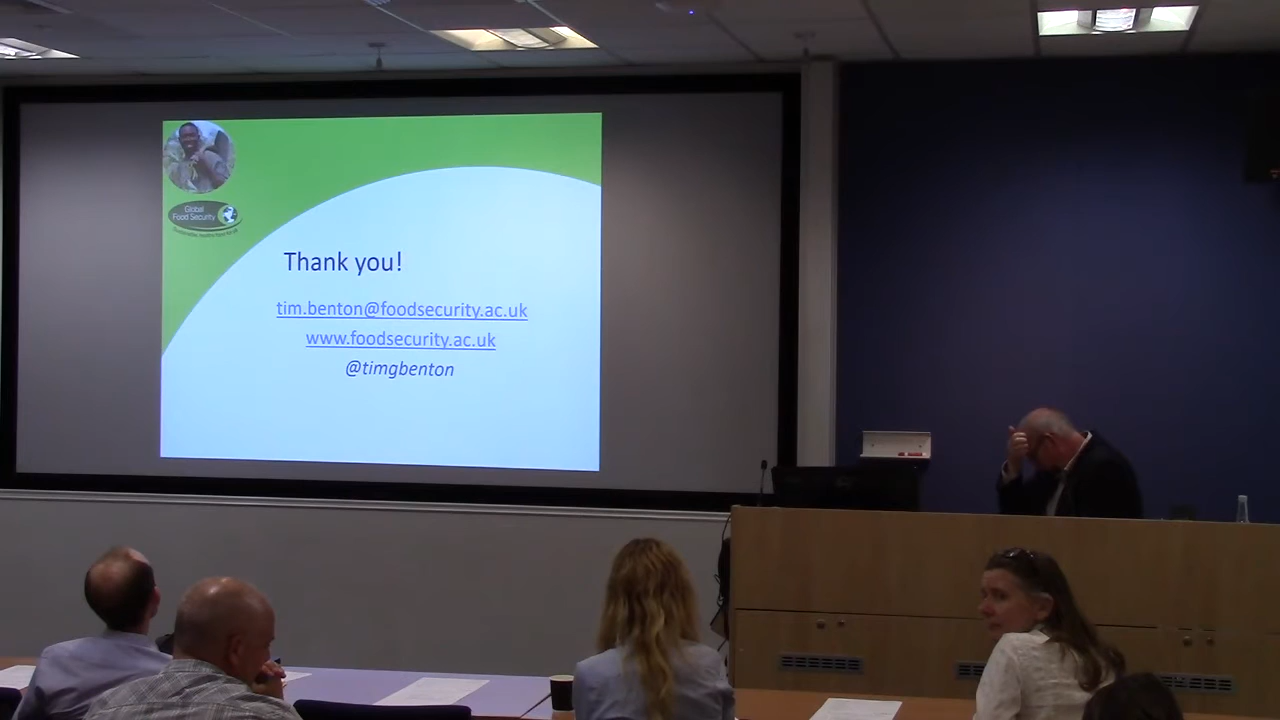 Global
Food Security
Thank you!
tim.benton@foodsecurity.ac.uk
www.foodsecurity.ac.uk
@timgbenton